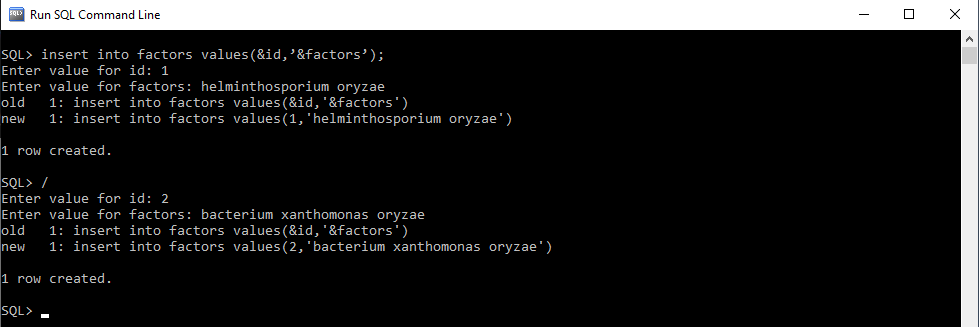 Run SQL Command Line
SQL> insert into factors values(&id,’&factors’);
Enter value for id: 1
Enter value for factors: helminthosporium oryzae
old   1: insert into factors values(&id,'&factors')
new   1: insert into factors values(1,'helminthosporium oryzae')
1 row created.
SQL> /
Enter value for id: 2
Enter value for factors: bacterium xanthomonas oryzae
old   1: insert into factors values(&id,'&factors')
new   1: insert into factors values(2,'bacterium xanthomonas oryzae')
1 row created.
SQL>